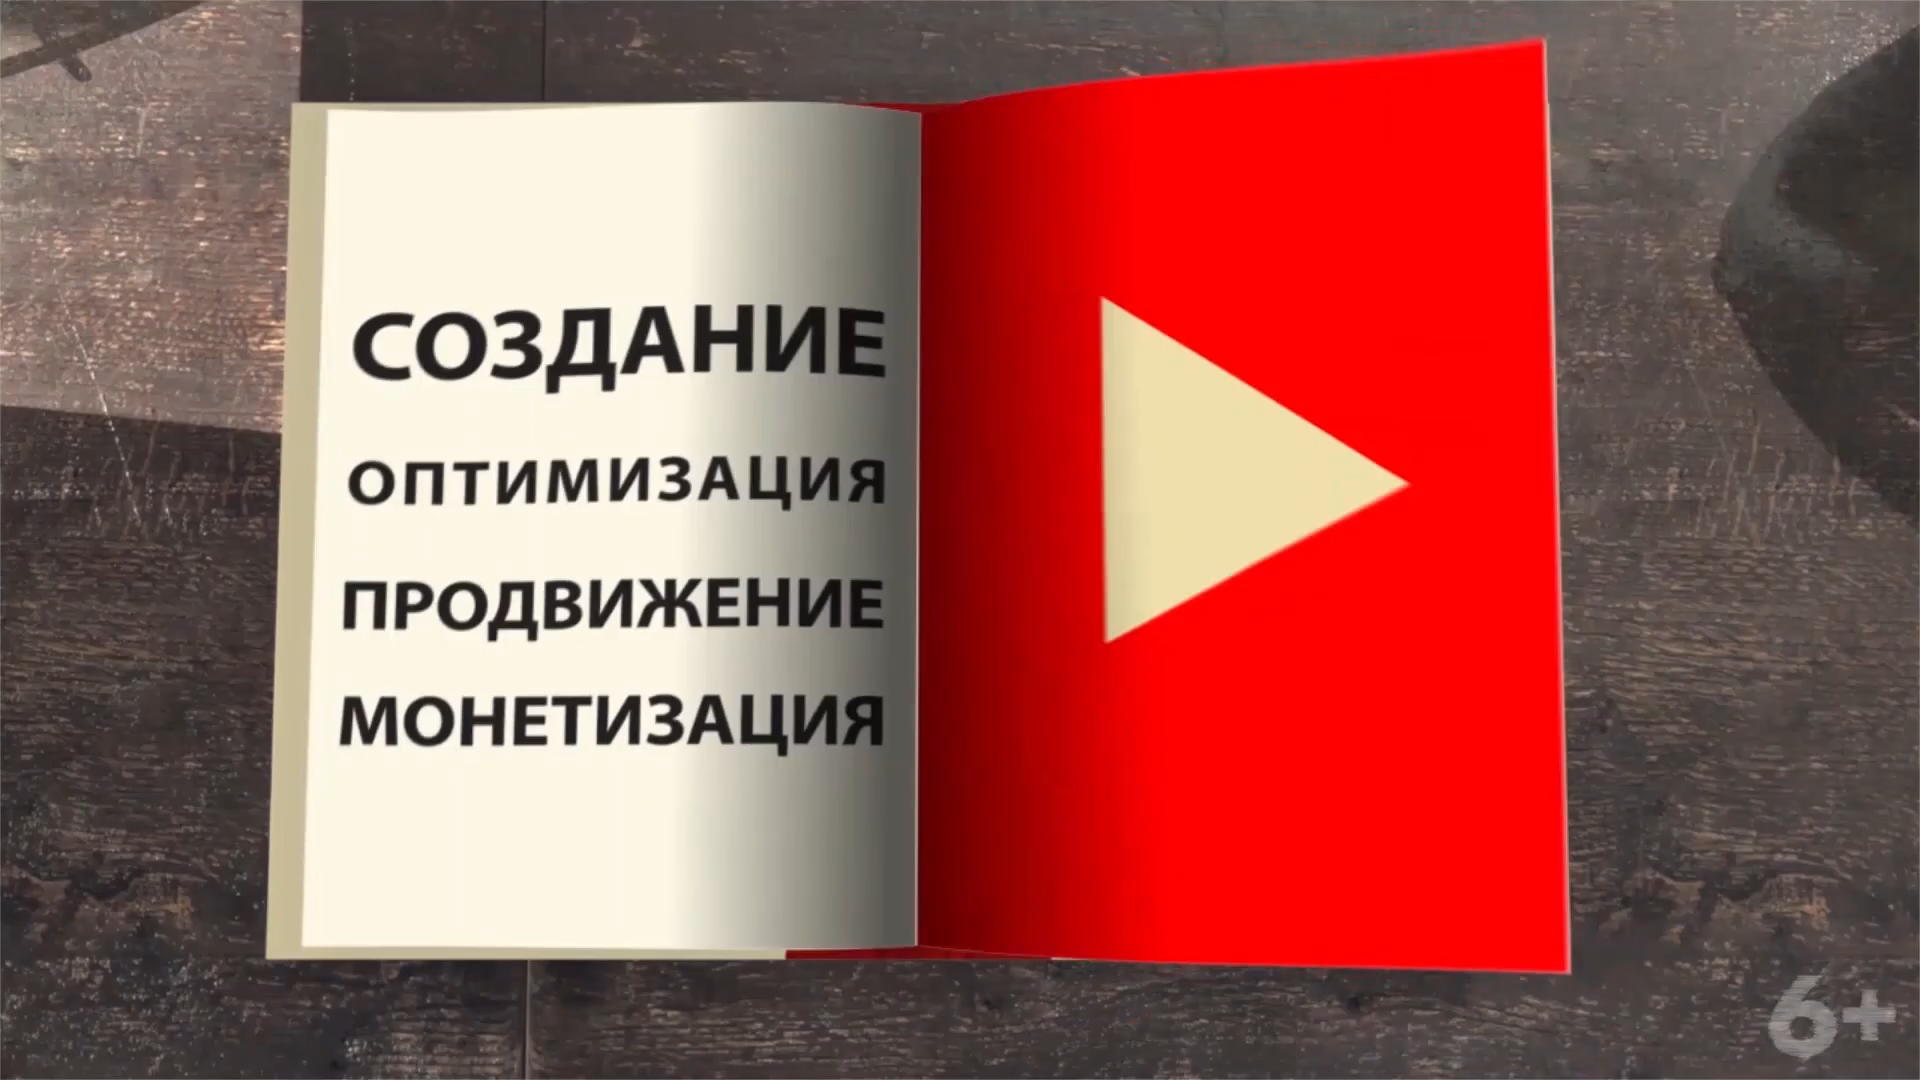 СОЗДАНИЕ
ОПТИМИЗАЦИЯ
ПРОДВИЖЕНИЕ
МОНЕТИЗАЦИЯ
6+